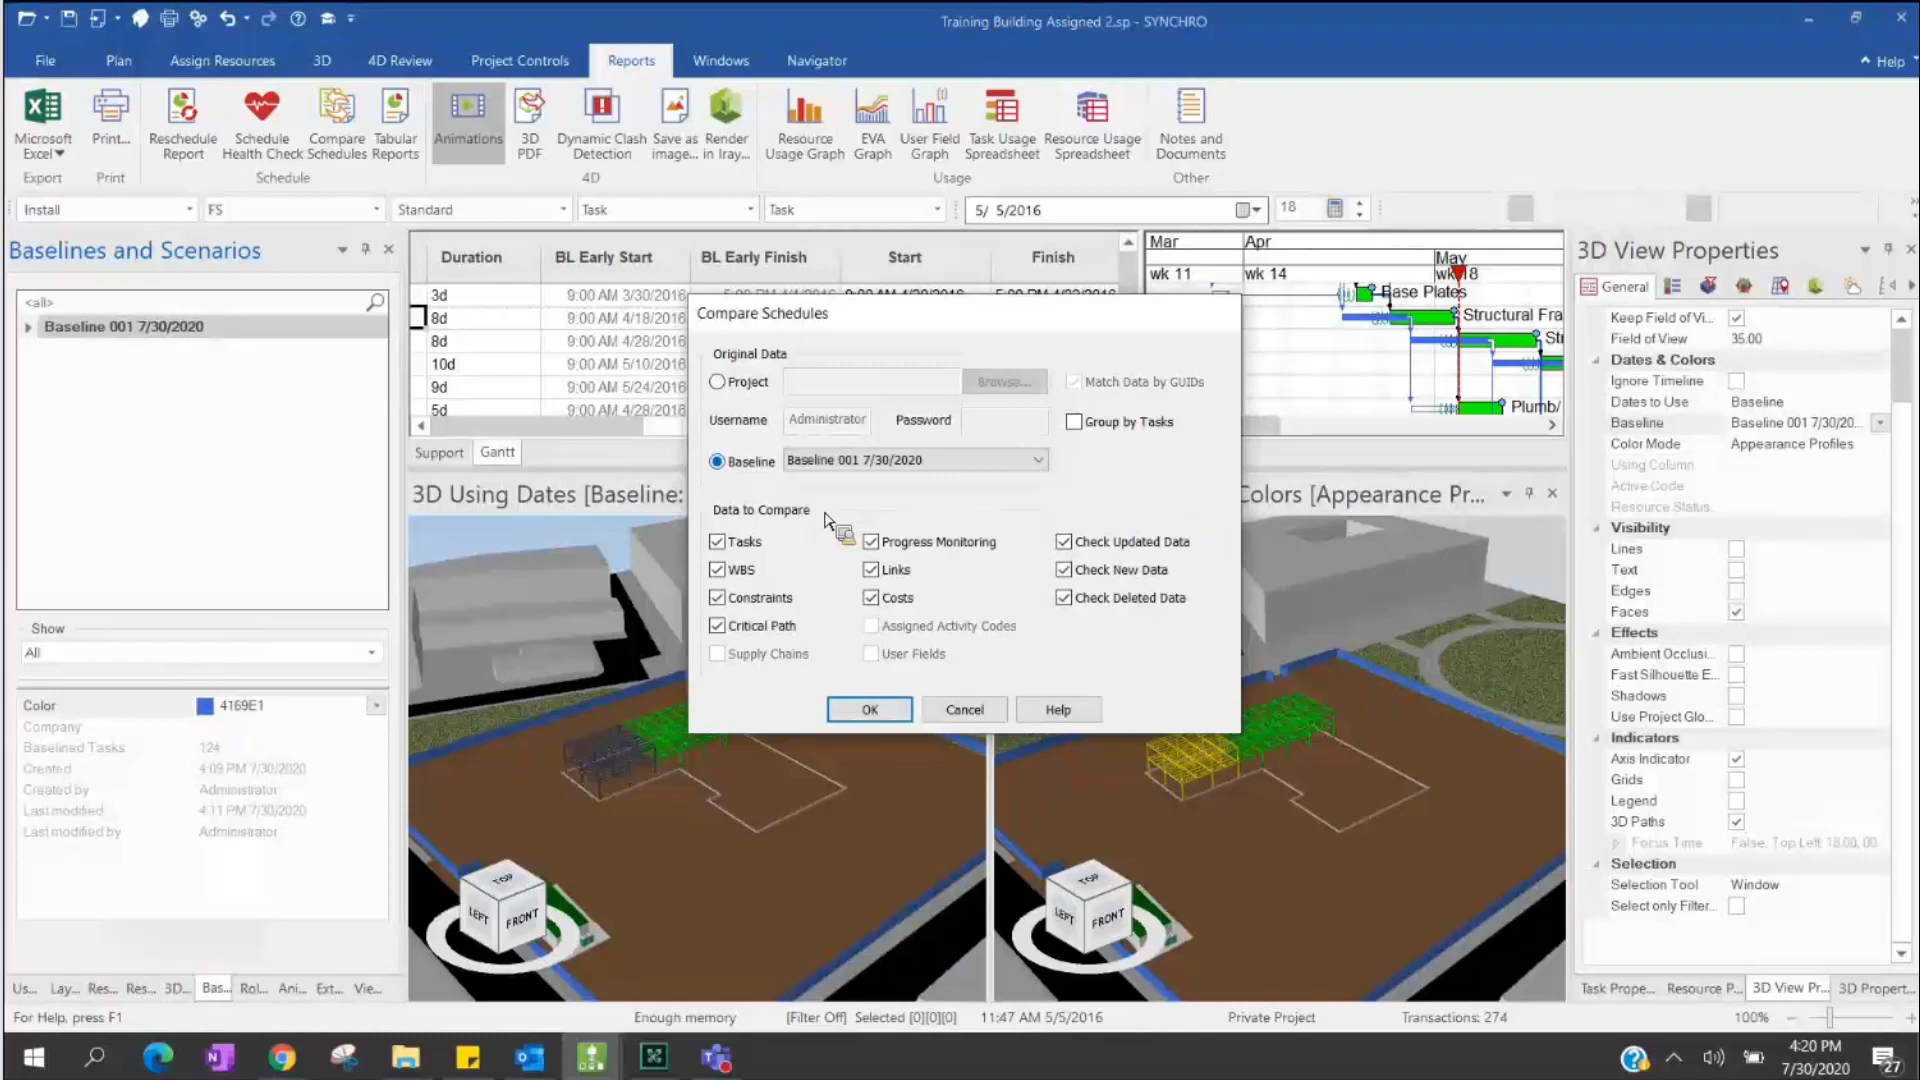 Training Building Assigned 2.sp - SYNCHRO
File Plan Assign Resources 3D 4D Review Project Controls Reports Windows Navigator Help
Microsoft Excel Print... Reschedule Report Schedule Health Check Compare Schedules Tabular Reports Animations 3D PDF Dynamic Clash Detection Save as image... Render in Iray... Resource Usage Graph EVA Graph User Field Graph Task Usage Spreadsheet Resource Usage Spreadsheet Notes and Documents
Export Print Schedule 4D Usage Other
Install FS Standard Task Task 5/ 5/2016 18
Baselines and Scenarios
<all>
Baseline 001 7/30/2020
Show
All
Color 4169E1
Company
Baselined Tasks 124
Created 4:09 PM 7/30/2020
Created by Administrator
Last modified 4:11 PM 7/30/2020
Last modified by Administrator
Us... Lay... Res... Res... 3D... Bas... Rol... Ani... Ext... Vie...
Duration BL Early Start BL Early Finish Start Finish
3d 9:00 AM 3/30/2016
8d 9:00 AM 4/18/2016
8d 9:00 AM 4/28/2016
10d 9:00 AM 5/10/2016
9d 9:00 AM 5/24/2016
5d 9:00 AM 4/28/2016
Support Gantt
Mar Apr May
wk 11 wk 14 wk 18
Base Plates
Structural Fra
Plumb/
3D Using Dates [Baseline:
Colors [Appearance Pr...
Compare Schedules
Original Data
Project Browse... Match Data by GUIDs
Username Administrator Password Group by Tasks
Baseline Baseline 001 7/30/2020
Data to Compare
Tasks Progress Monitoring Check Updated Data
WBS Links Check New Data
Constraints Costs Check Deleted Data
Critical Path Assigned Activity Codes
Supply Chains User Fields
OK Cancel Help
TOP LEFT FRONT
TOP LEFT FRONT
3D View Properties
General
Keep Field of Vi...
Field of View 35.00
Dates & Colors
Ignore Timeline
Dates to Use Baseline
Baseline Baseline 001 7/30/20...
Color Mode Appearance Profiles
Using Column
Active Code
Resource Status...
Visibility
Lines
Text
Edges
Faces
Effects
Ambient Occlusi...
Fast Silhouette E...
Shadows
Use Project Glo...
Indicators
Axis Indicator
Grids
Legend
3D Paths
Focus Time False, Top Left, 18.00, 00.
Selection
Selection Tool Window
Select only Filter...
Task Prope... Resource P... 3D View Pr... 3D Propert...
For Help, press F1 Enough memory [Filter Off] Selected [0][0][0] 11:47 AM 5/5/2016 Private Project Transactions: 274 100%
4:20 PM
7/30/2020
27